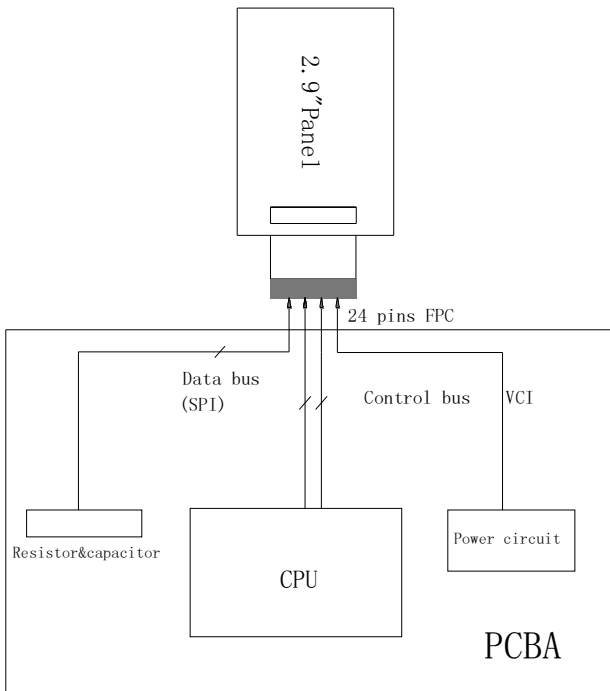 2.9"Panel
24 pins FPC
Data bus
(SPI)
Control bus
VCI
Resistor&capacitor
CPU
Power circuit
PCBA